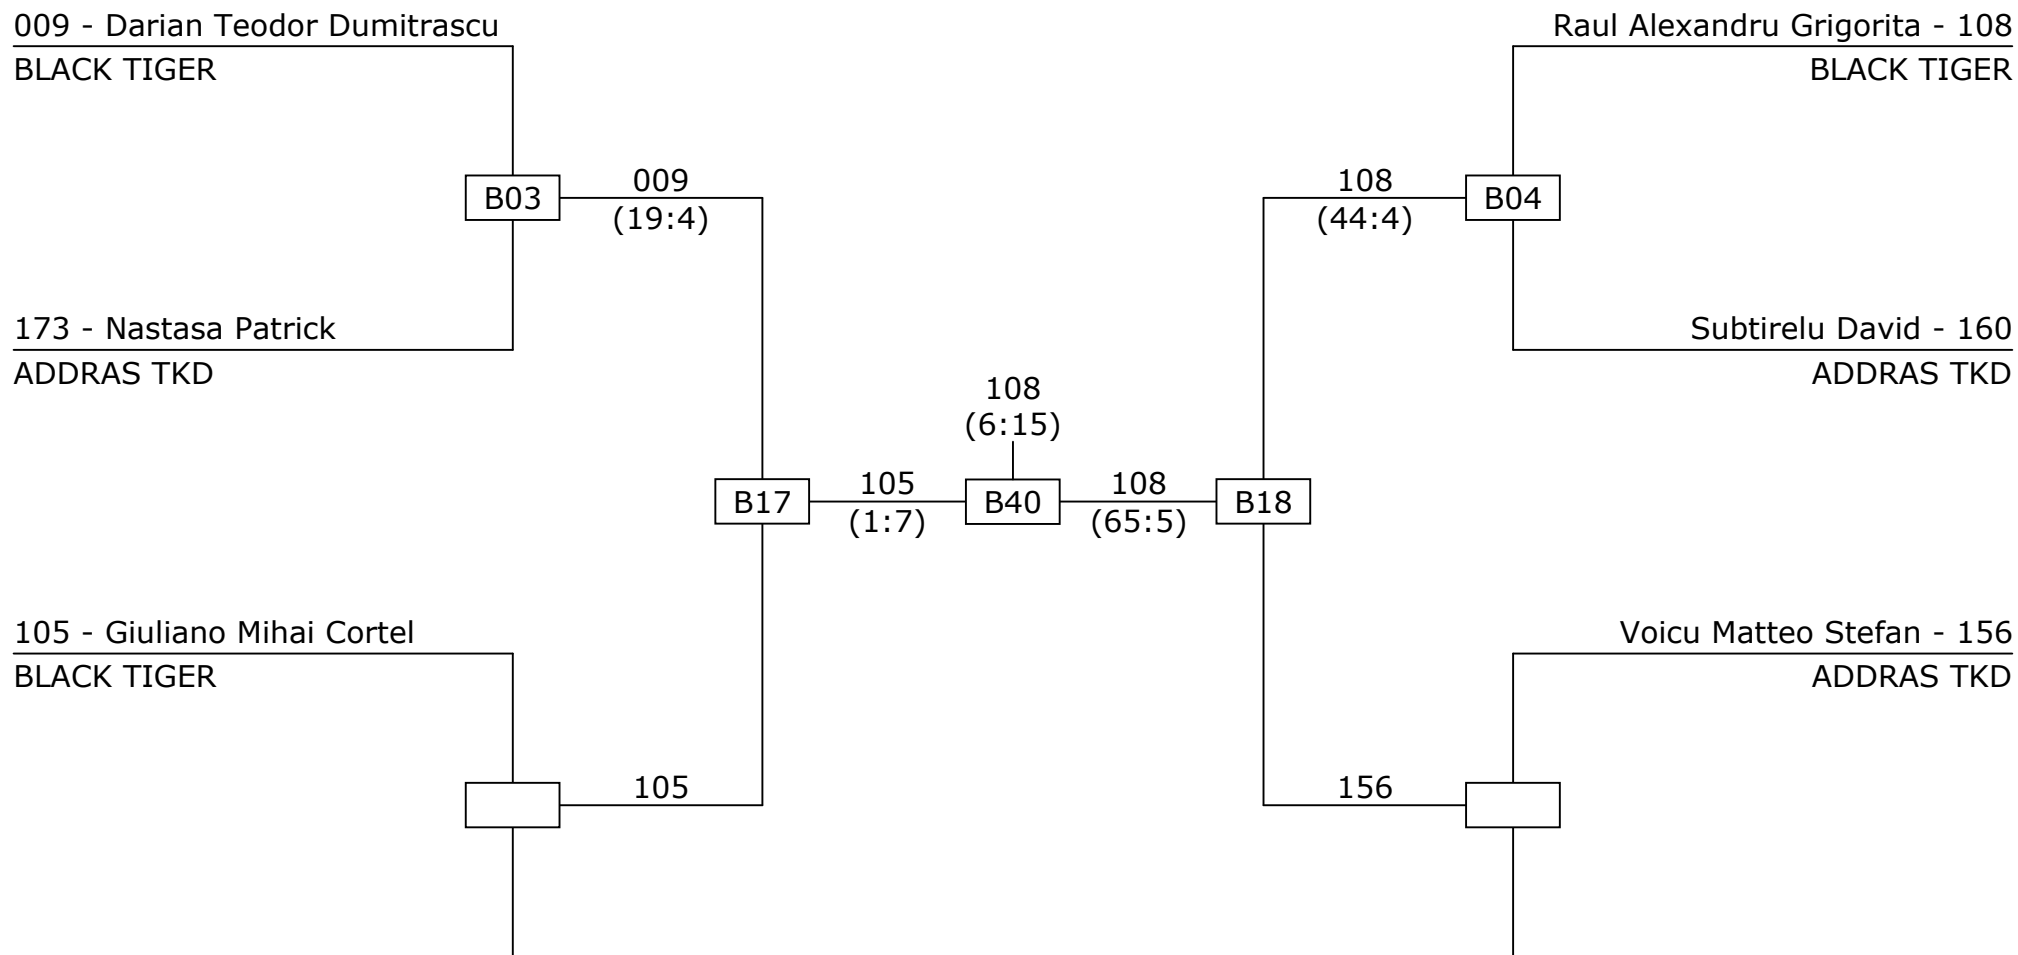 009 - Darian Teodor Dumitrascu
BLACK TIGER
Raul Alexandru Grigorita - 108
BLACK TIGER
B03
009
(19:4)
108
(44:4)
B04
173 - Nastasa Patrick
ADDRAS TKD
Subtirelu David - 160
ADDRAS TKD
108
(6:15)
B17
105
(1:7)
B40
108
(65:5)
B18
105 - Giuliano Mihai Cortel
BLACK TIGER
Voicu Matteo Stefan - 156
ADDRAS TKD
105
156